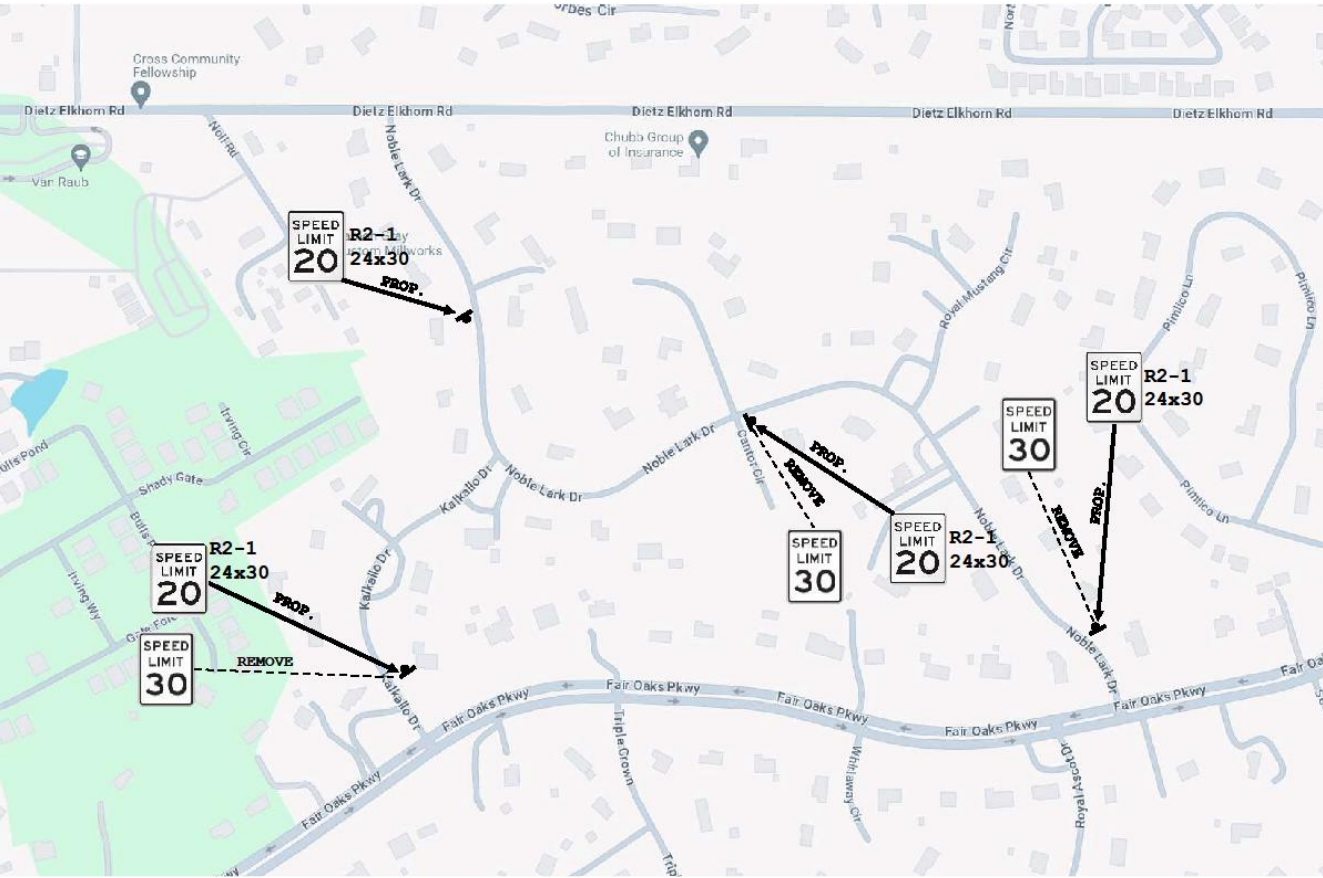 Cross Community
Fellowship
Dietz Elkhorn Rd
Dietz Elkhorn Rd
Dietz Elkhorn Rd
Dietz Elkhorn Rd
Dietz Elkhorn Rd
Noll Rd
Noble Lark Dr
Chubb Group
of Insurance
Van Raub
SPEED
LIMIT
20
R2-1
24x30
Millworks
PROP.
Royal Mustang Cir
Pimlico Ln
Pimlico Ln
SPEED
LIMIT
20
R2-1
24x30
SPEED
LIMIT
30
PROP.
REMOVE
Pimlico Ln
Irving Cir
Shady Gate
Kalkallo Dr
Noble Lark Dr
Noble Lark Dr
Cantor Cir
PROP.
REMOVE
SPEED
LIMIT
20
R2-1
24x30
SPEED
LIMIT
30
Noble Lark Dr
Kalkallo Dr
Irving Wy
SPEED
LIMIT
20
R2-1
24x30
PROP.
SPEED
LIMIT
30
REMOVE
Kalkallo Dr
Noble Lark Dr
Fair Oaks Pkwy
Fair Oaks Pkwy
Fair Oaks Pkwy
Fair Oaks Pkwy
Fair Oaks Pkwy
Fair Oaks Pkwy
Triple Crown
Whirlaway Cir
Royal Ascot Dr